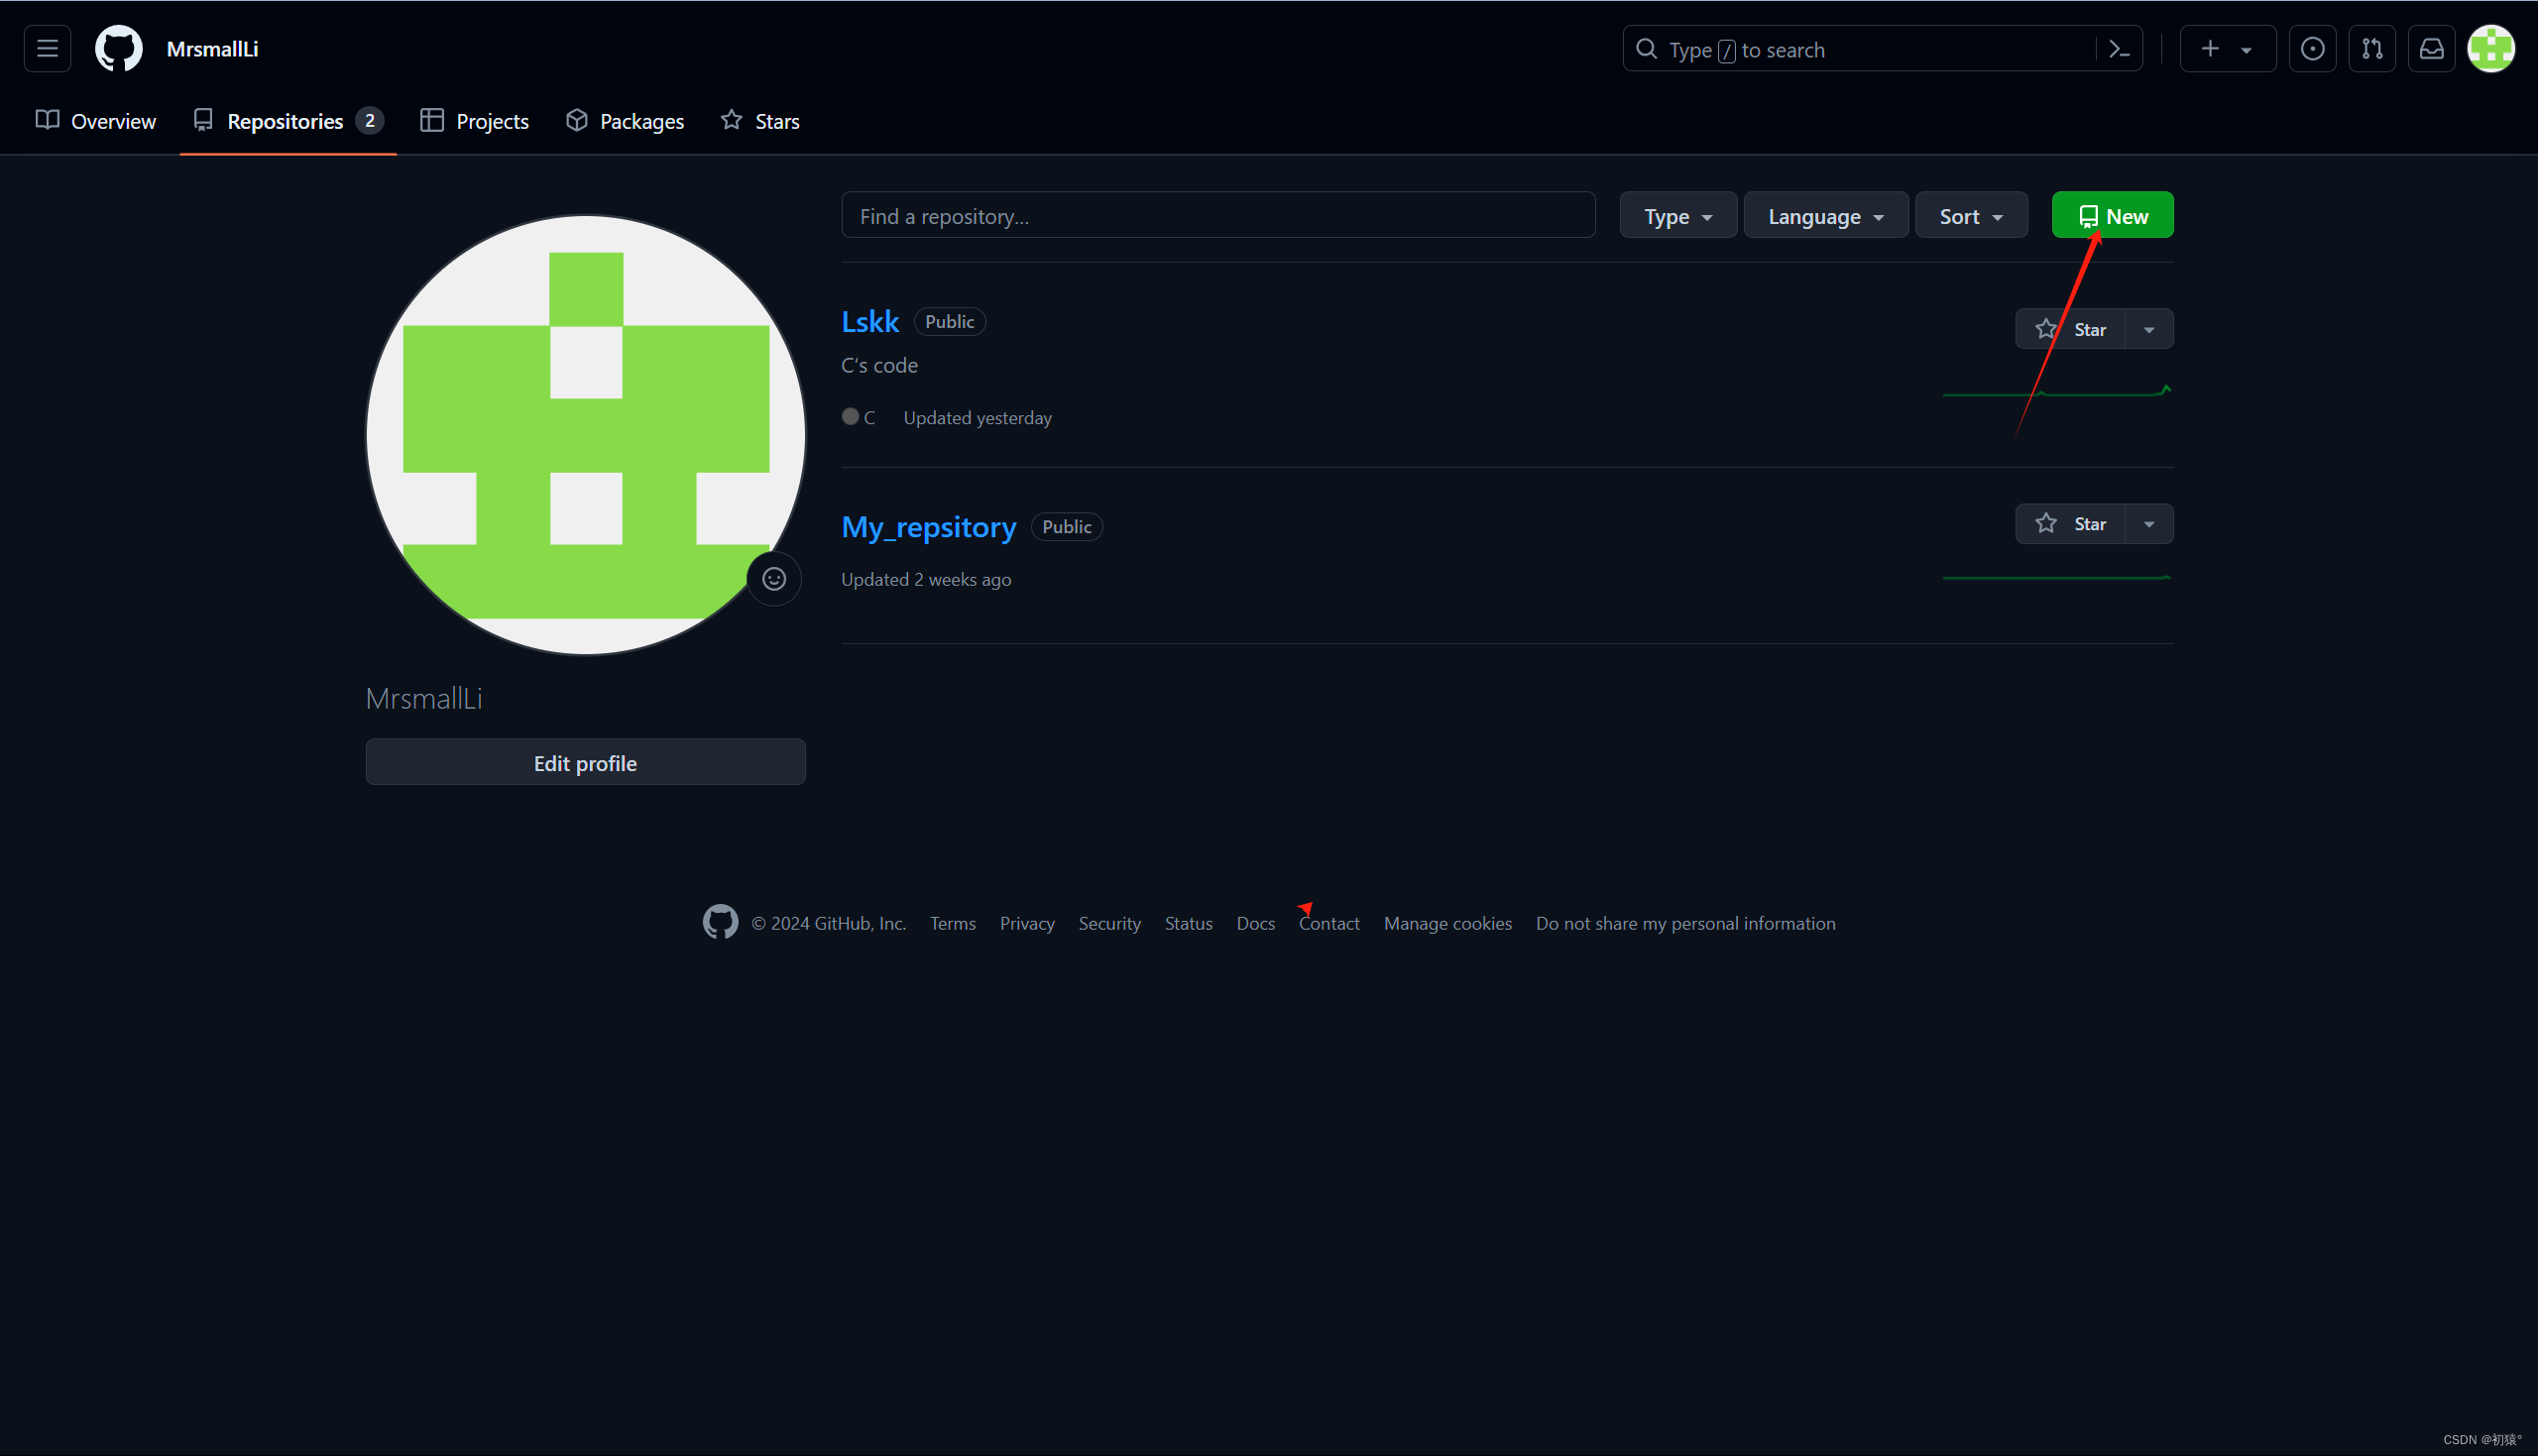 MrsmallLi
Type / to search
Overview
Repositories 2
Projects
Packages
Stars
Find a repository...
Type
Language
Sort
New
Lskk Public
Star
C's code
C Updated yesterday
My_repsitory Public
Star
Updated 2 weeks ago
MrsmallLi
Edit profile
© 2024 GitHub, Inc. Terms Privacy Security Status Docs Contact Manage cookies Do not share my personal information
CSDN @初猿°